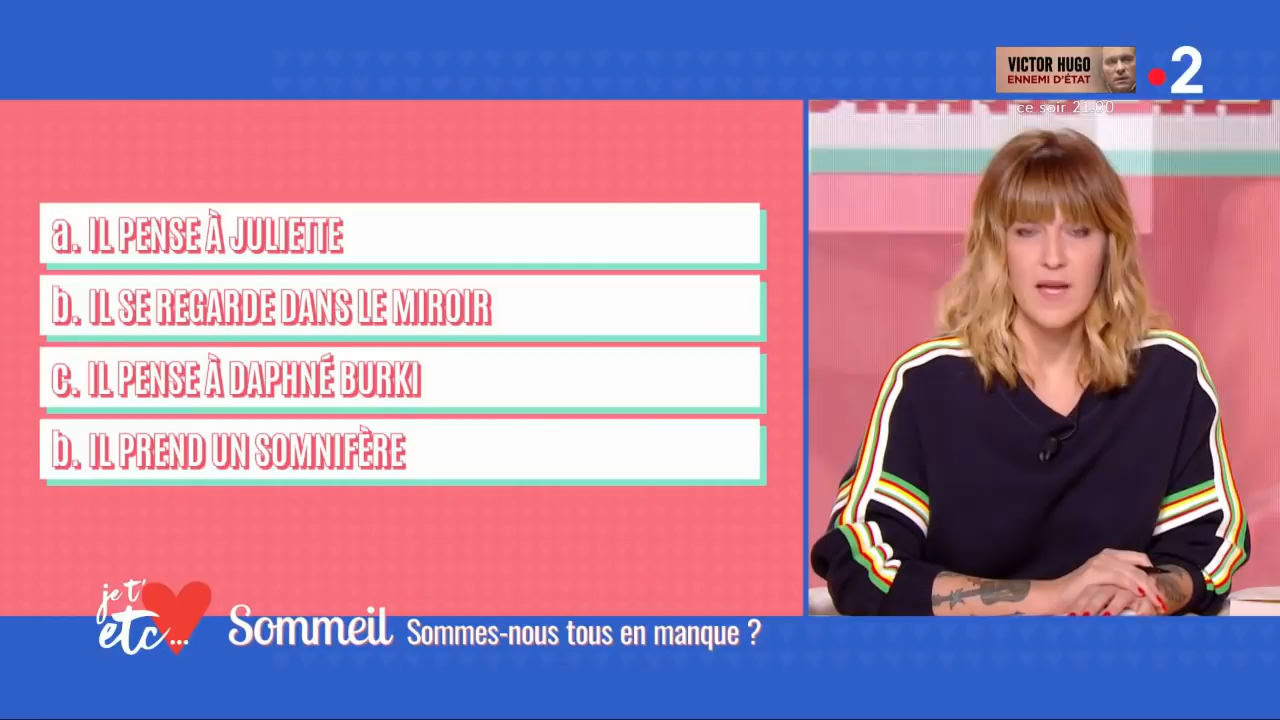 VICTOR HUGO
ENNEMI D'ÉTAT
2
ce soir 21.00
a. IL PENSE À JULIETTE
b. IL SE REGARDE DANS LE MIROIR
c. IL PENSE À DAPHNÉ BURKI
b. IL PREND UN SOMNIFÈRE
je t'
etc...
Sommeil Sommes-nous tous en manque ?